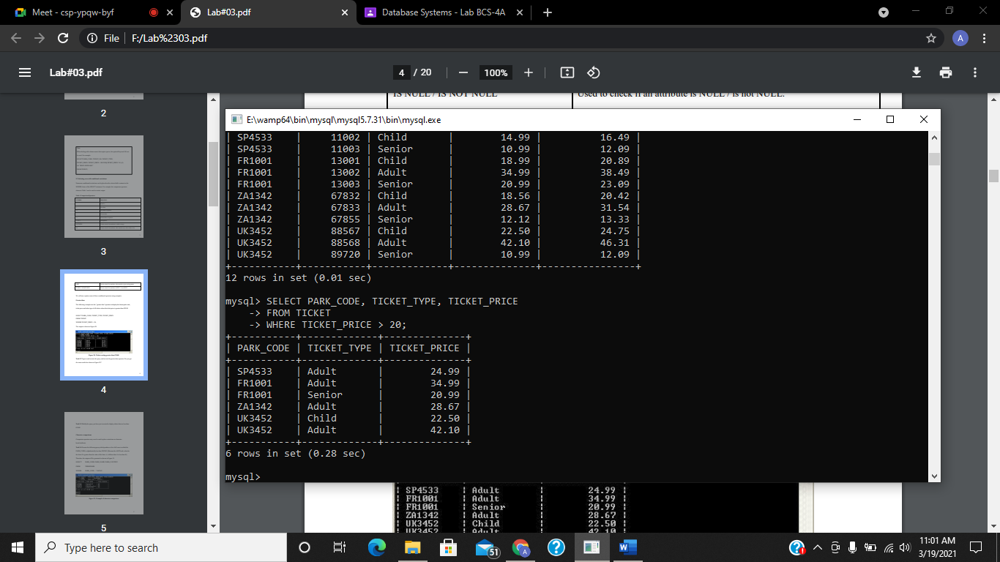 Meet - csp-ypqw-byf
Lab#03.pdf
Database Systems - Lab BCS-4A
File | F:/Lab%2303.pdf
A
Lab#03.pdf
4 / 20
100%
2
3
4
5
IS NULL / IS NOT NULL
Used to check if an attribute is NULL / is not NULL.
E:\wamp64\bin\mysql\mysql5.7.31\bin\mysql.exe
| SP4533    |     11002 | Child       |        14.99 |          16.49 |
| SP4533    |     11003 | Senior      |        10.99 |          12.09 |
| FR1001    |     13001 | Child       |        18.99 |          20.89 |
| FR1001    |     13002 | Adult       |        34.99 |          38.49 |
| FR1001    |     13003 | Senior      |        20.99 |          23.09 |
| ZA1342    |     67832 | Child       |        18.56 |          20.42 |
| ZA1342    |     67833 | Adult       |        28.67 |          31.54 |
| ZA1342    |     67855 | Senior      |        12.12 |          13.33 |
| UK3452    |     88567 | Child       |        22.50 |          24.75 |
| UK3452    |     88568 | Adult       |        42.10 |          46.31 |
| UK3452    |     89720 | Senior      |        10.99 |          12.09 |
+-----------+-----------+-------------+--------------+----------------+
12 rows in set (0.01 sec)
mysql> SELECT PARK_CODE, TICKET_TYPE, TICKET_PRICE
    -> FROM TICKET
    -> WHERE TICKET_PRICE > 20;
+-----------+-------------+--------------+
| PARK_CODE | TICKET_TYPE | TICKET_PRICE |
+-----------+-------------+--------------+
| SP4533    | Adult       |        24.99 |
| FR1001    | Adult       |        34.99 |
| FR1001    | Senior      |        20.99 |
| ZA1342    | Adult       |        28.67 |
| UK3452    | Child       |        22.50 |
| UK3452    | Adult       |        42.10 |
+-----------+-------------+--------------+
6 rows in set (0.28 sec)
mysql>
| SP4533    | Adult       |        24.99 |
| FR1001    | Adult       |        34.99 |
| FR1001    | Senior      |        20.99 |
| ZA1342    | Adult       |        28.67 |
| UK3452    | Child       |        22.50 |
| UK3452    | Adult       |        42.10 |
Type here to search
51
A
11:01 AM
3/19/2021